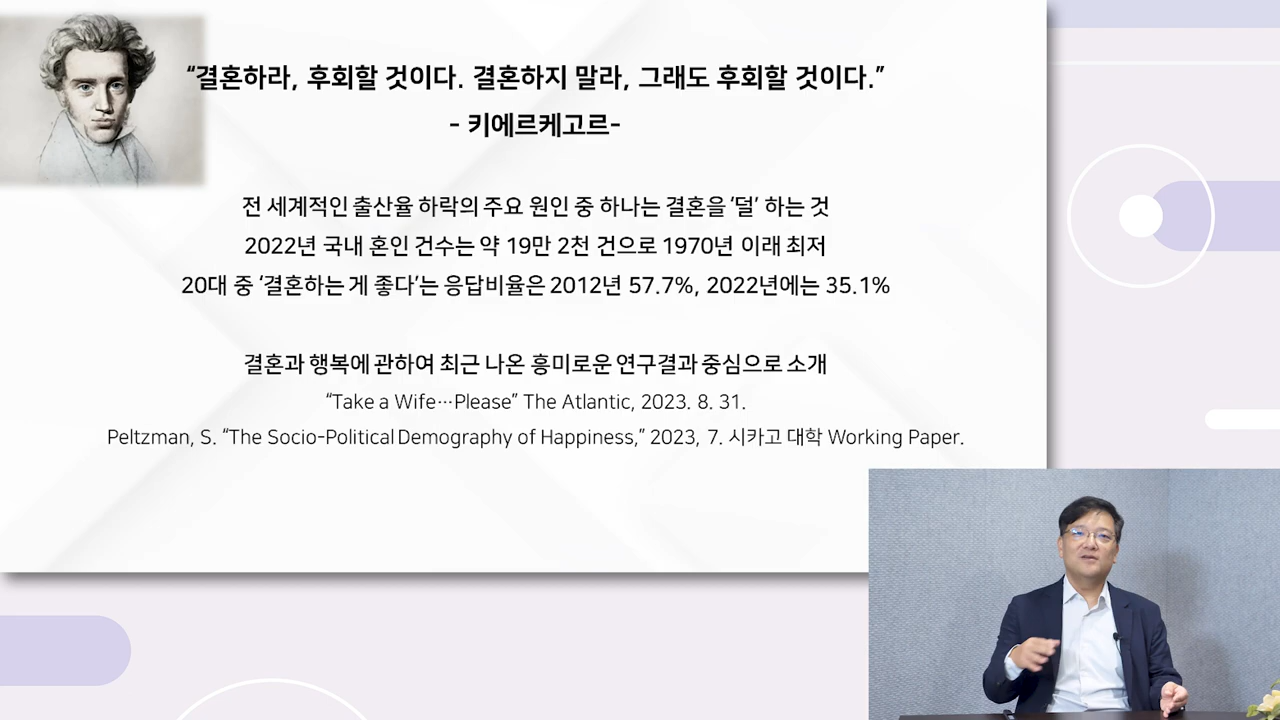 “결혼하라, 후회할 것이다. 결혼하지 말라, 그래도 후회할 것이다.”
- 키에르케고르-
전 세계적인 출산율 하락의 주요 원인 중 하나는 결혼을 ‘덜’ 하는 것
2022년 국내 혼인 건수는 약 19만 2천 건으로 1970년 이래 최저
20대 중 ‘결혼하는 게 좋다’는 응답비율은 2012년 57.7%, 2022년에는 35.1%
결혼과 행복에 관하여 최근 나온 흥미로운 연구결과 중심으로 소개
“Take a Wife…Please” The Atlantic, 2023. 8. 31.
Peltzman, S. “The Socio-Political Demography of Happiness,” 2023, 7. 시카고 대학 Working Paper.